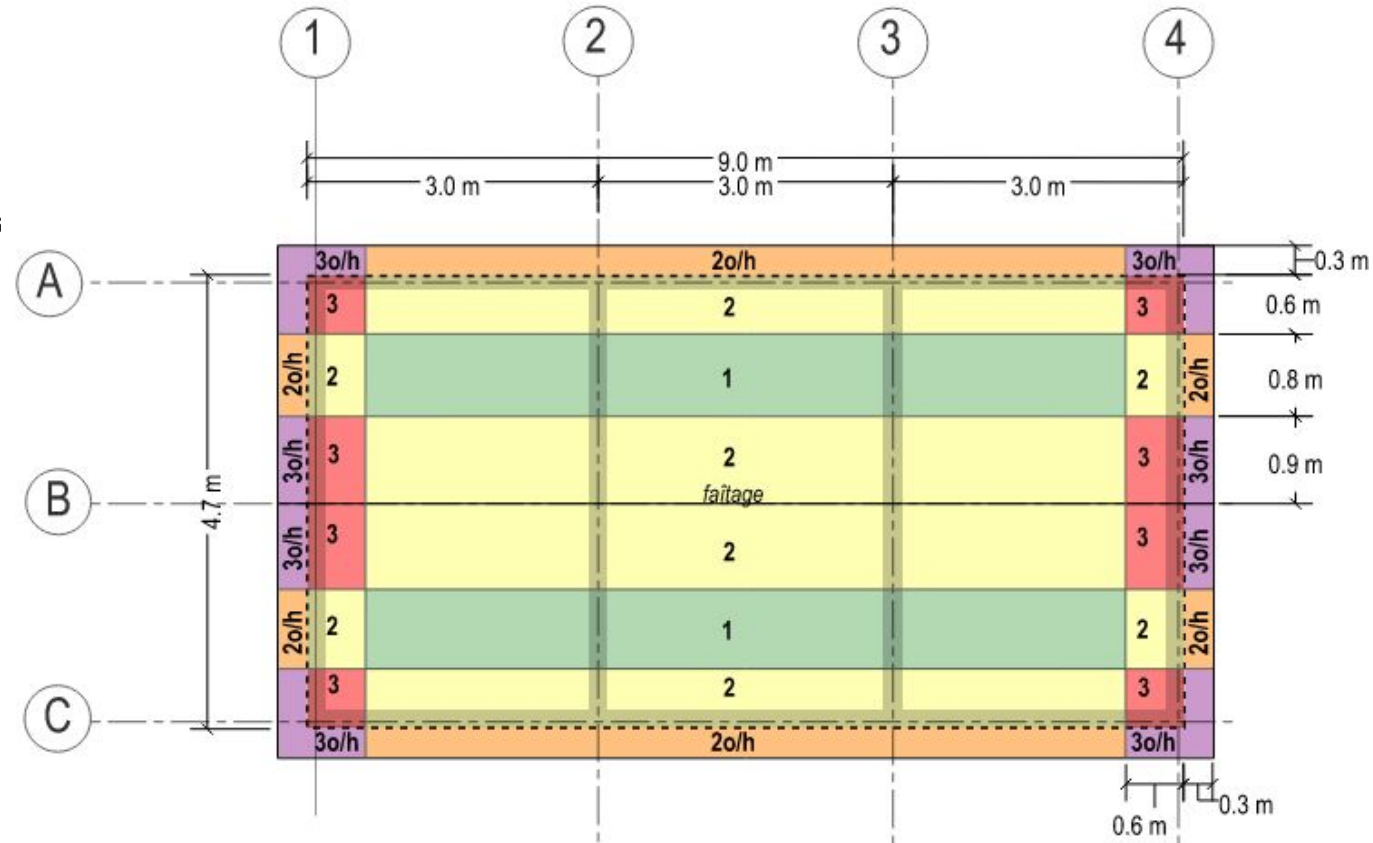 1 2 3 4
9.0 m
3.0 m 3.0 m 3.0 m
3o/h 2o/h 3o/h 0.3 m
A
3 2 3 0.6 m
2o/h 2 1 2 2o/h 0.8 m
3o/h 3 2 3 3o/h 0.9 m
faîtage
B 4.7 m
3o/h 3 2 3 3o/h
2o/h 2 1 2 2o/h
3 2 3
C
3o/h 2o/h 3o/h
0.3 m
0.6 m